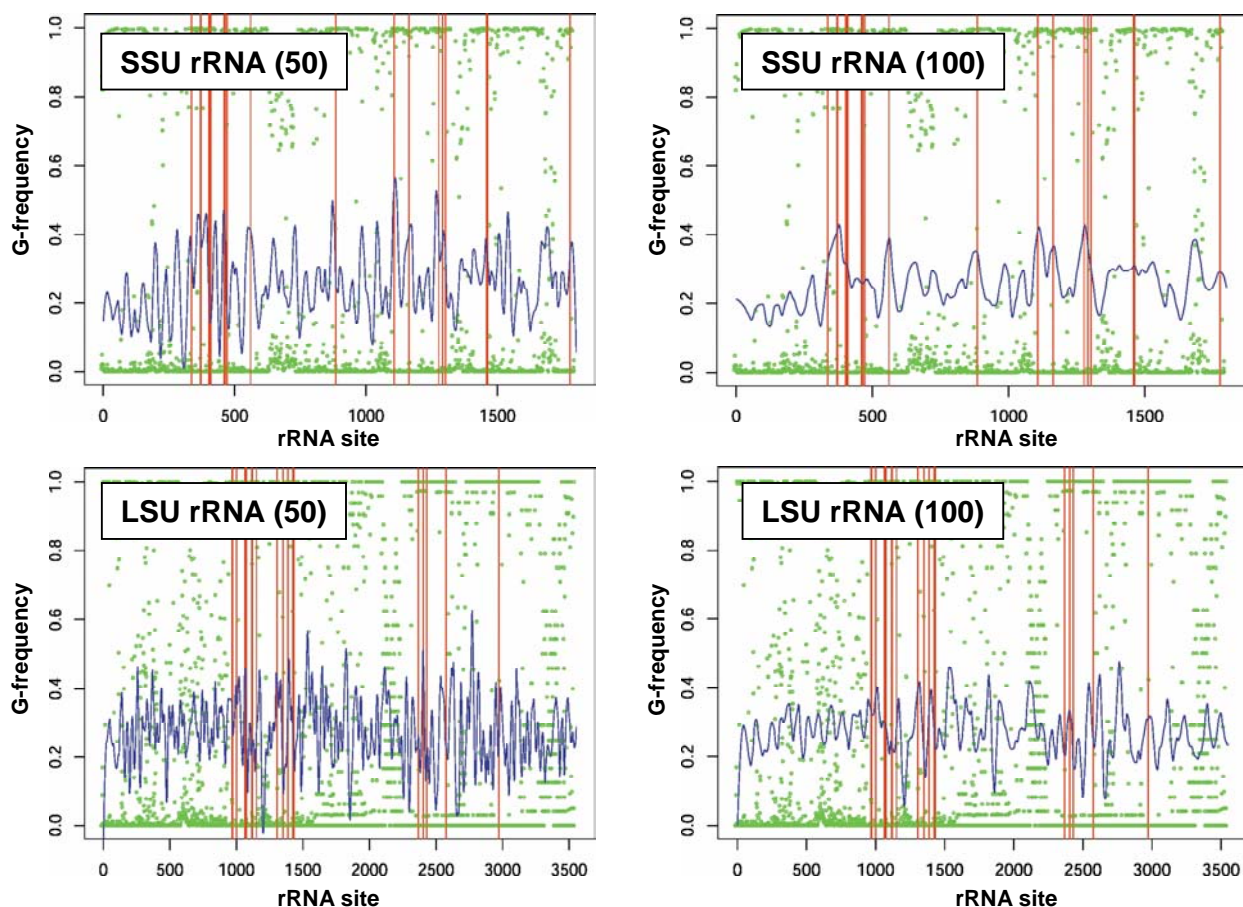 SSU rRNA (50)
G-frequency
0.0 0.2 0.4 0.6 0.8 1.0
0 500 1000 1500
rRNA site
SSU rRNA (100)
G-frequency
0.0 0.2 0.4 0.6 0.8 1.0
0 500 1000 1500
rRNA site
LSU rRNA (50)
G-frequency
0.0 0.2 0.4 0.6 0.8 1.0
0 500 1000 1500 2000 2500 3000 3500
rRNA site
LSU rRNA (100)
G-frequency
0.0 0.2 0.4 0.6 0.8 1.0
0 500 1000 1500 2000 2500 3000 3500
rRNA site